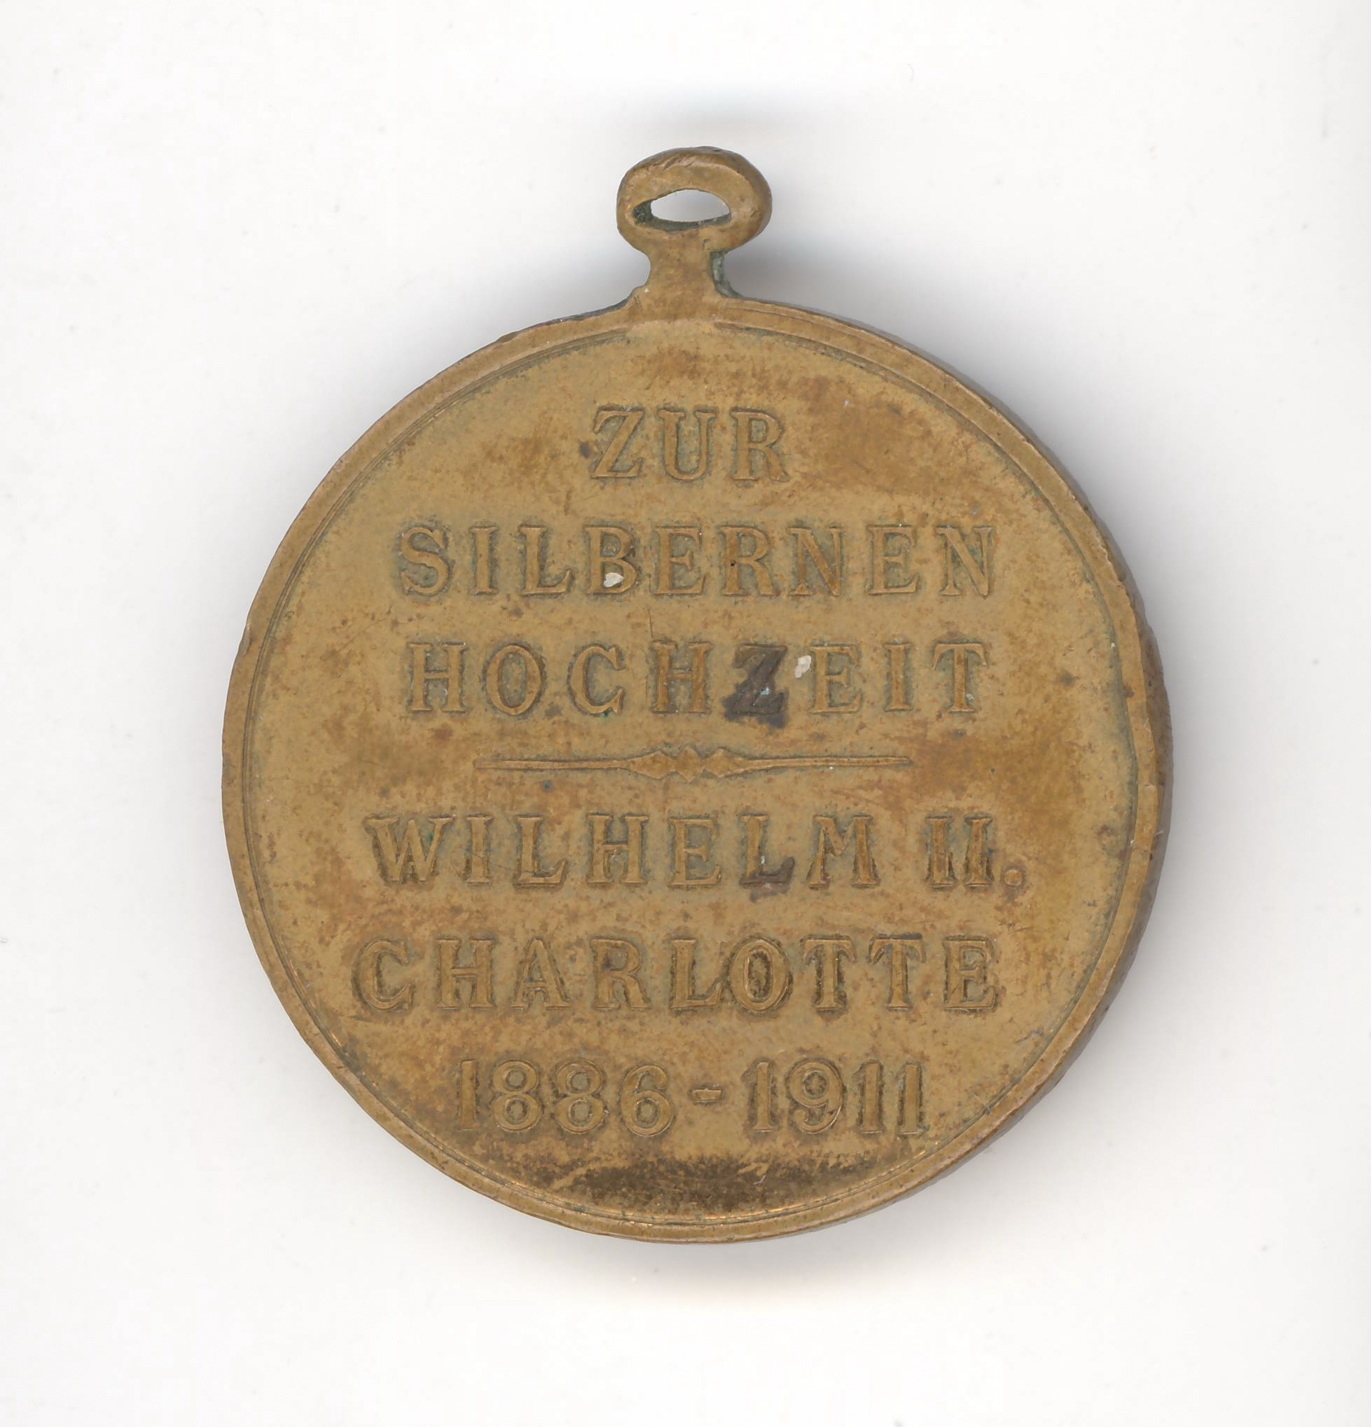 ZUR
SILBERNEN
HOCHZEIT
WILHELM II.
CHARLOTTE
1886-1911